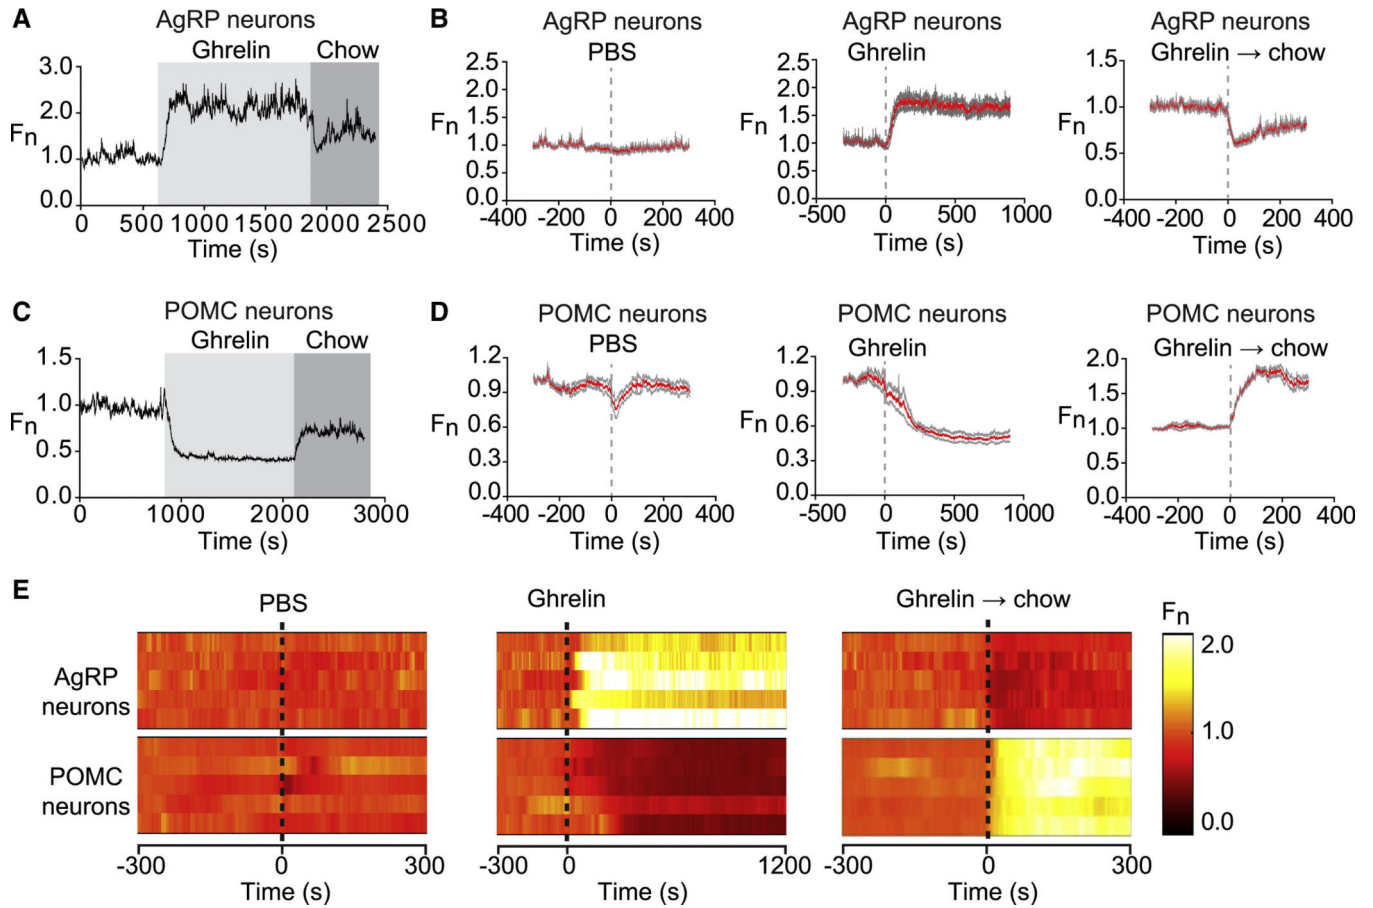 A
AgRP neurons
Ghrelin Chow
3.0
2.0
1.0
0.0
Fn
0 500 1000 1500 2000 2500
Time (s)
B
AgRP neurons
PBS
2.5
2.0
1.5
1.0
0.5
0.0
Fn
-400 -200 0 200 400
Time (s)
AgRP neurons
Ghrelin
2.5
2.0
1.5
1.0
0.5
0.0
Fn
-500 0 500 1000
Time (s)
AgRP neurons
Ghrelin → chow
1.5
1.0
0.5
0.0
Fn
-400 -200 0 200 400
Time (s)
C
POMC neurons
Ghrelin Chow
1.5
1.0
0.5
0.0
Fn
0 1000 2000 3000
Time (s)
D
POMC neurons
PBS
1.2
0.9
0.6
0.3
0.0
Fn
-400 -200 0 200 400
Time (s)
POMC neurons
Ghrelin
1.2
0.9
0.6
0.3
0.0
Fn
-500 0 500 1000
Time (s)
POMC neurons
Ghrelin → chow
2.0
1.5
1.0
0.5
0.0
Fn
-400 -200 0 200 400
Time (s)
E
PBS
Ghrelin
Ghrelin → chow
Fn
2.0
1.0
0.0
AgRP
neurons
POMC
neurons
-300 0 300
Time (s)
-300 0 1200
Time (s)
-300 0 300
Time (s)